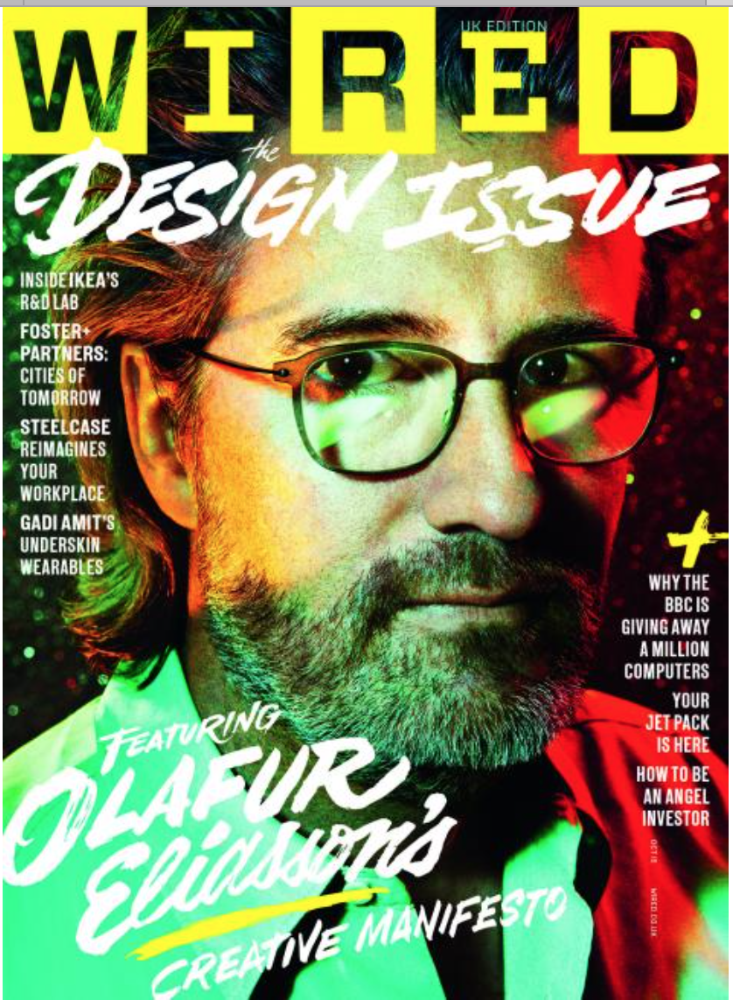 UK EDITION
WIRED
the
DESIGN ISSUE
INSIDE IKEA'S
R&D LAB
FOSTER+
PARTNERS:
CITIES OF
TOMORROW
STEELCASE
REIMAGINES
YOUR
WORKPLACE
GADI AMIT'S
UNDERSKIN
WEARABLES
+
WHY THE
BBC IS
GIVING AWAY
A MILLION
COMPUTERS
YOUR
JET PACK
IS HERE
HOW TO BE
AN ANGEL
INVESTOR
OCT 15
WIRED.CO.UK
FEATURING
OLAFUR
Eliasson's
CREATIVE MANIFESTO